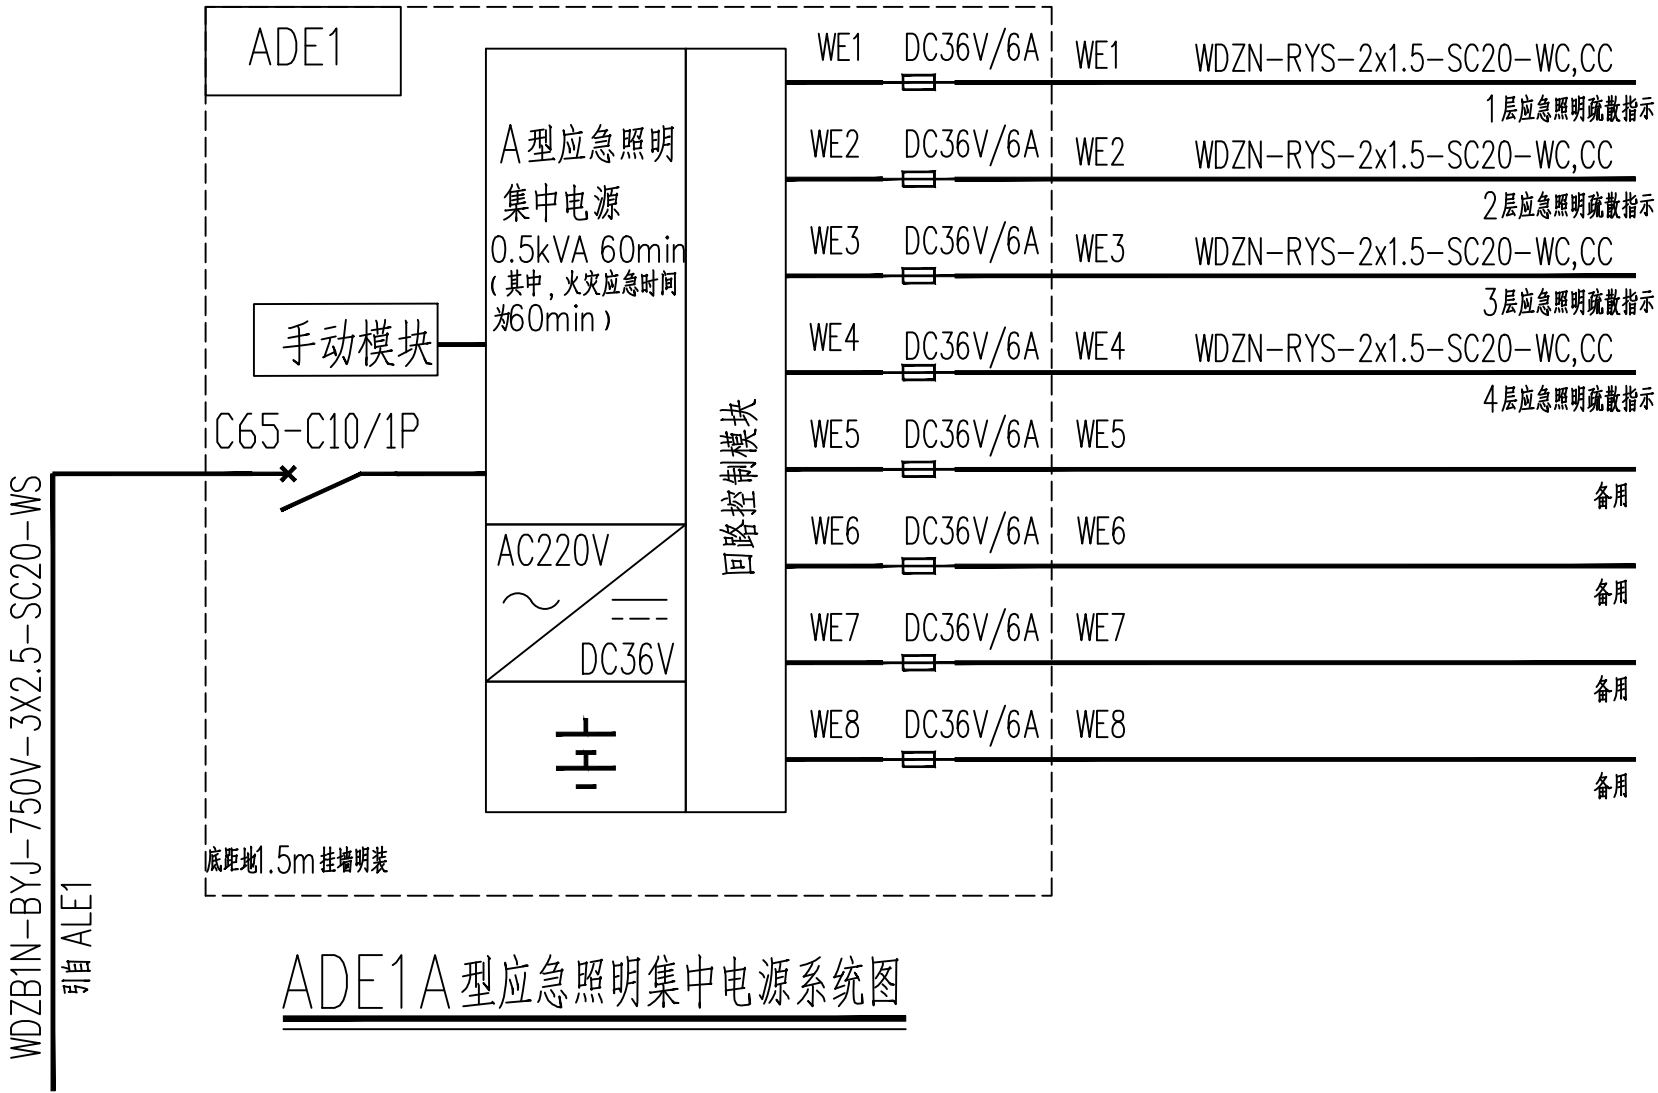 ADE1
A型应急照明
集中电源
0.5kVA 60min
(其中,火灾应急时间
为60min)
手动模块
C65-C10/1P
AC220V
DC36V
回路控制模块
WE1 DC36V/6A WE1 WDZN-RYS-2x1.5-SC20-WC,CC
1层应急照明疏散指示
WE2 DC36V/6A WE2 WDZN-RYS-2x1.5-SC20-WC,CC
2层应急照明疏散指示
WE3 DC36V/6A WE3 WDZN-RYS-2x1.5-SC20-WC,CC
3层应急照明疏散指示
WE4 DC36V/6A WE4 WDZN-RYS-2x1.5-SC20-WC,CC
4层应急照明疏散指示
WE5 DC36V/6A WE5
备用
WE6 DC36V/6A WE6
备用
WE7 DC36V/6A WE7
备用
WE8 DC36V/6A WE8
备用
底距地1.5m挂墙明装
WDZB1N-BYJ-750V-3X2.5-SC20-WS
引自ALE1
ADE1A型应急照明集中电源系统图